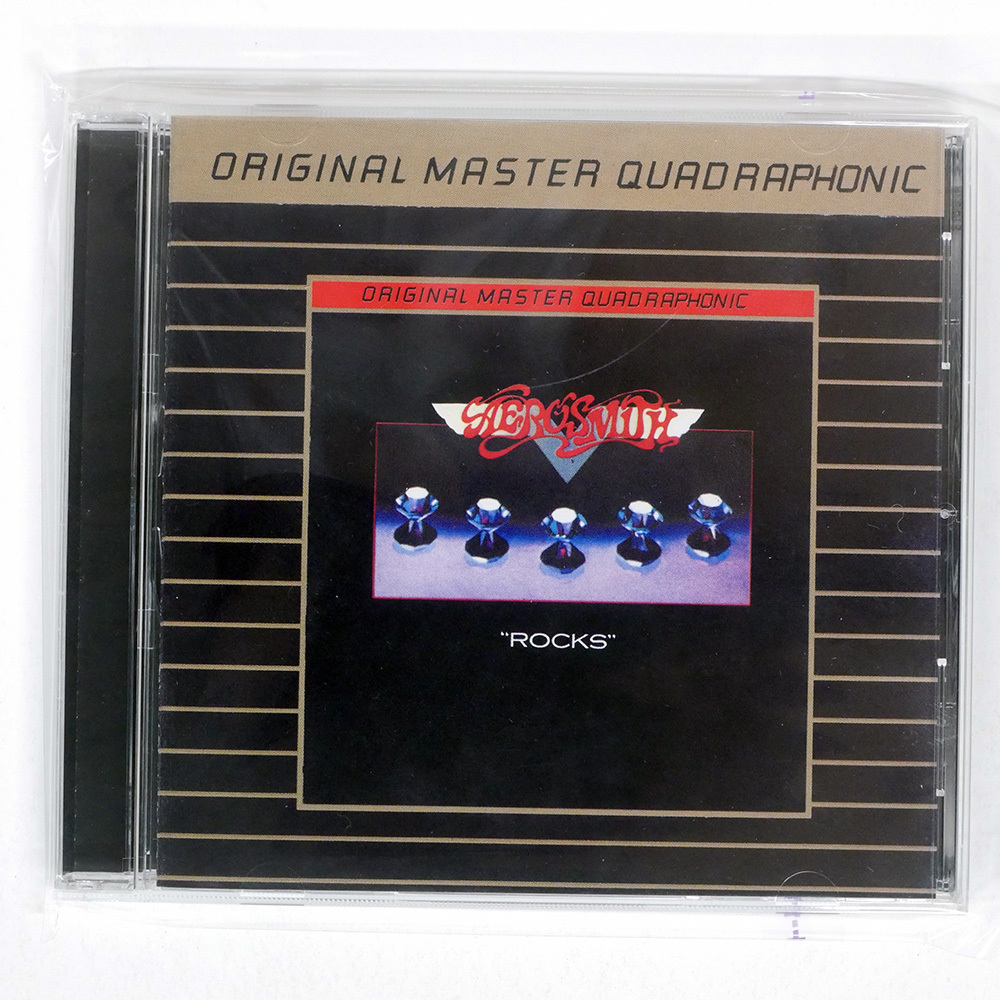 ORIGINAL MASTER QUADRAPHONIC
ORIGINAL MASTER QUADRAPHONIC
AEROSMITH
"ROCKS"